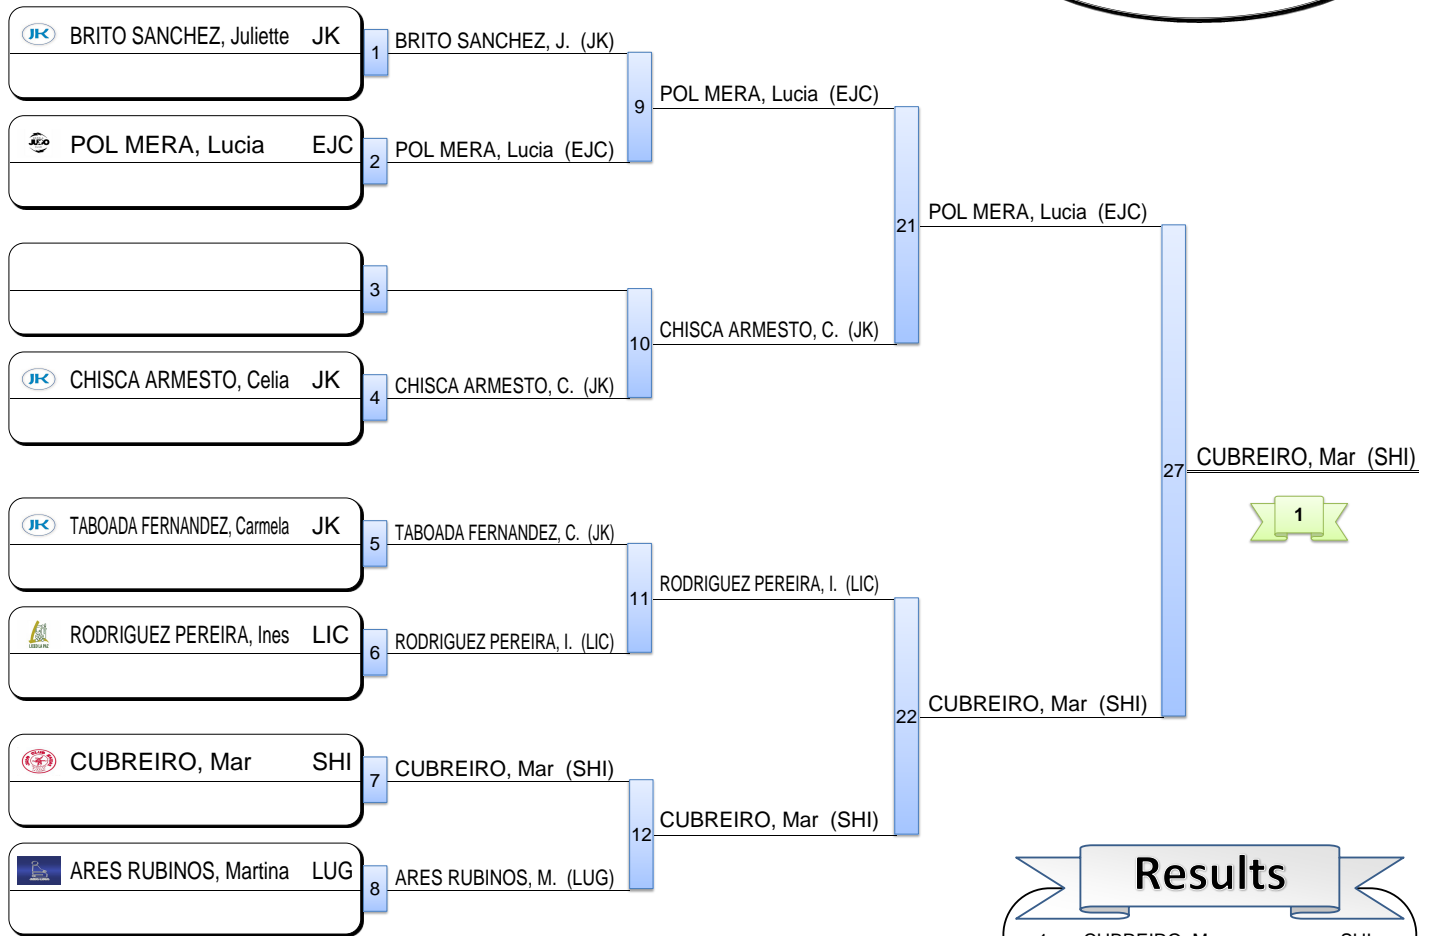 BRITO SANCHEZ, Juliette JK
1
BRITO SANCHEZ, J. (JK)
9
POL MERA, Lucia (EJC)
JUDO
POL MERA, Lucia EJC
2
POL MERA, Lucia (EJC)
21
POL MERA, Lucia (EJC)
3
10
CHISCA ARMESTO, C. (JK)
JK
CHISCA ARMESTO, Celia JK
4
CHISCA ARMESTO, C. (JK)
27
CUBREIRO, Mar (SHI)
1
JK
TABOADA FERNANDEZ, Carmela JK
5
TABOADA FERNANDEZ, C. (JK)
11
RODRIGUEZ PEREIRA, I. (LIC)
RODRIGUEZ PEREIRA, Ines LIC
6
RODRIGUEZ PEREIRA, I. (LIC)
22
CUBREIRO, Mar (SHI)
CUBREIRO, Mar SHI
7
CUBREIRO, Mar (SHI)
12
CUBREIRO, Mar (SHI)
ARES RUBINOS, Martina LUG
8
ARES RUBINOS, M. (LUG)
Results